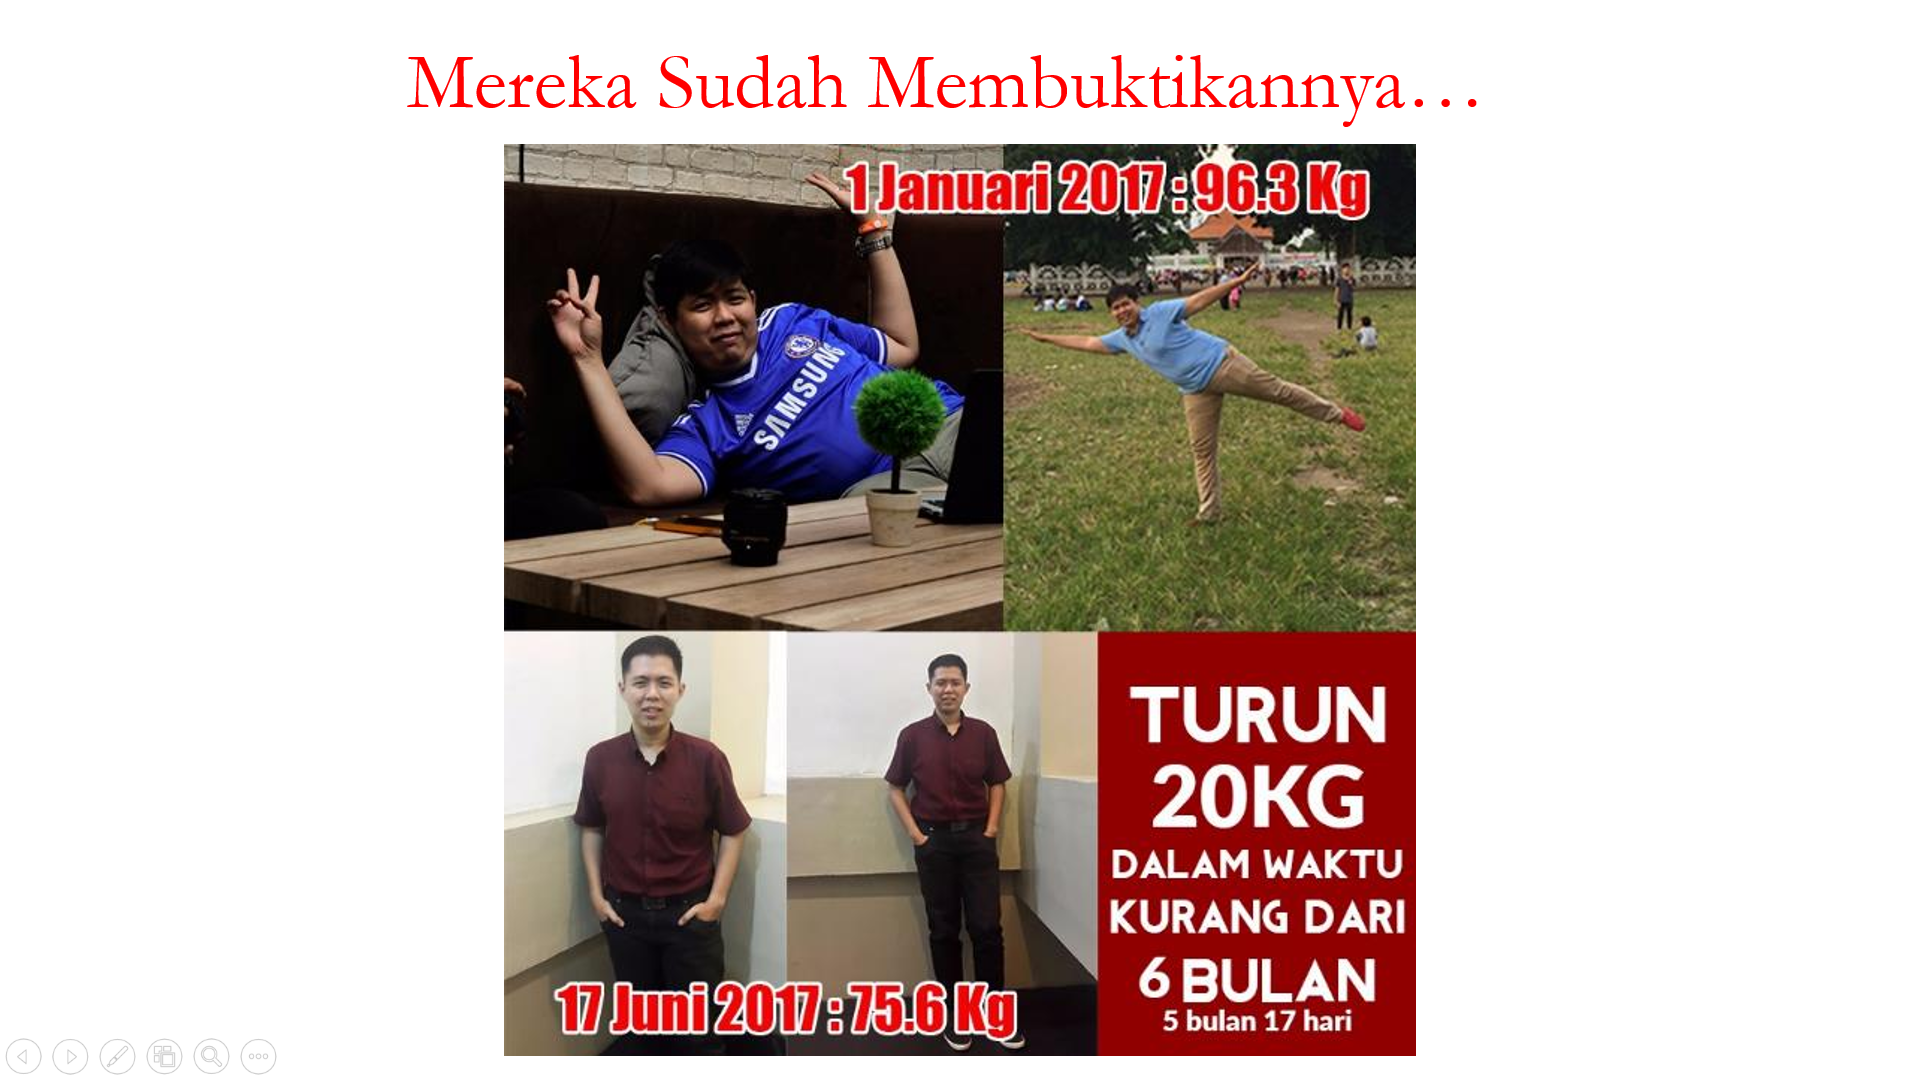 Mereka Sudah Membuktikannya…
1 Januari 2017 : 96.3 Kg
SAMSUNG
17 Juni 2017 : 75.6 Kg
TURUN
20KG
DALAM WAKTU
KURANG DARI
6 BULAN
5 bulan 17 hari